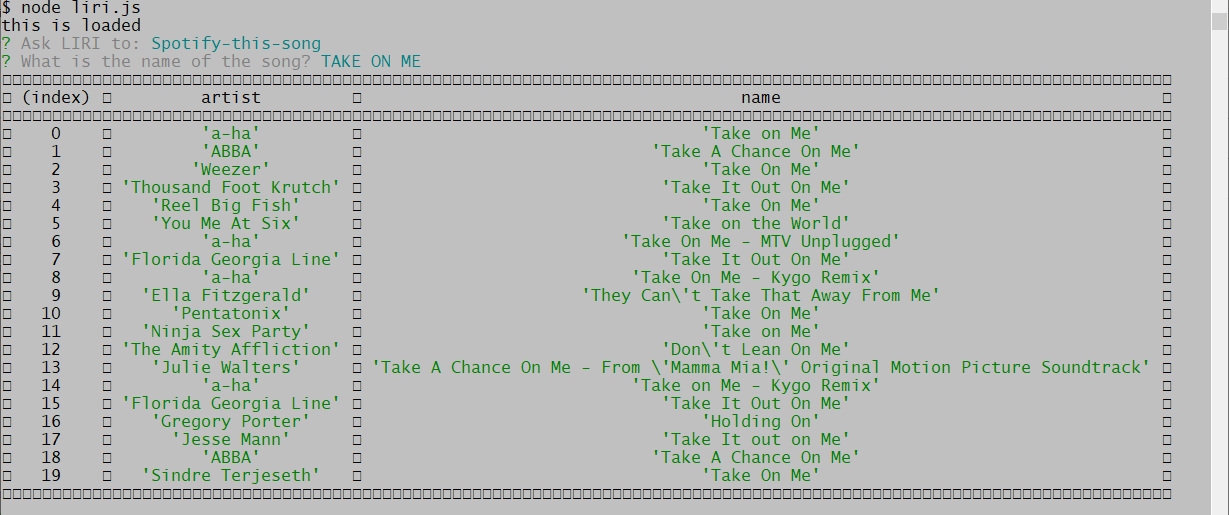 $ node liri.js
this is loaded
? Ask LIRI to: Spotify-this-song
? What is the name of the song? TAKE ON ME
(index) artist name
0 'a-ha' 'Take on Me'
1 'ABBA' 'Take A Chance On Me'
2 'Weezer' 'Take On Me'
3 'Thousand Foot Krutch' 'Take It Out On Me'
4 'Reel Big Fish' 'Take On Me'
5 'You Me At Six' 'Take on the World'
6 'a-ha' 'Take On Me - MTV Unplugged'
7 'Florida Georgia Line' 'Take It Out On Me'
8 'a-ha' 'Take On Me - Kygo Remix'
9 'Ella Fitzgerald' 'They Can\'t Take That Away From Me'
10 'Pentatonix' 'Take On Me'
11 'Ninja Sex Party' 'Take on Me'
12 'The Amity Affliction' 'Don\'t Lean On Me'
13 'Julie Walters' 'Take A Chance On Me - From \'Mamma Mia!\' Original Motion Picture Soundtrack'
14 'a-ha' 'Take on Me - Kygo Remix'
15 'Florida Georgia Line' 'Take It Out On Me'
16 'Gregory Porter' 'Holding On'
17 'Jesse Mann' 'Take It out on me'
18 'ABBA' 'Take A Chance On Me'
19 'Sindre Terjeseth' 'Take On Me'